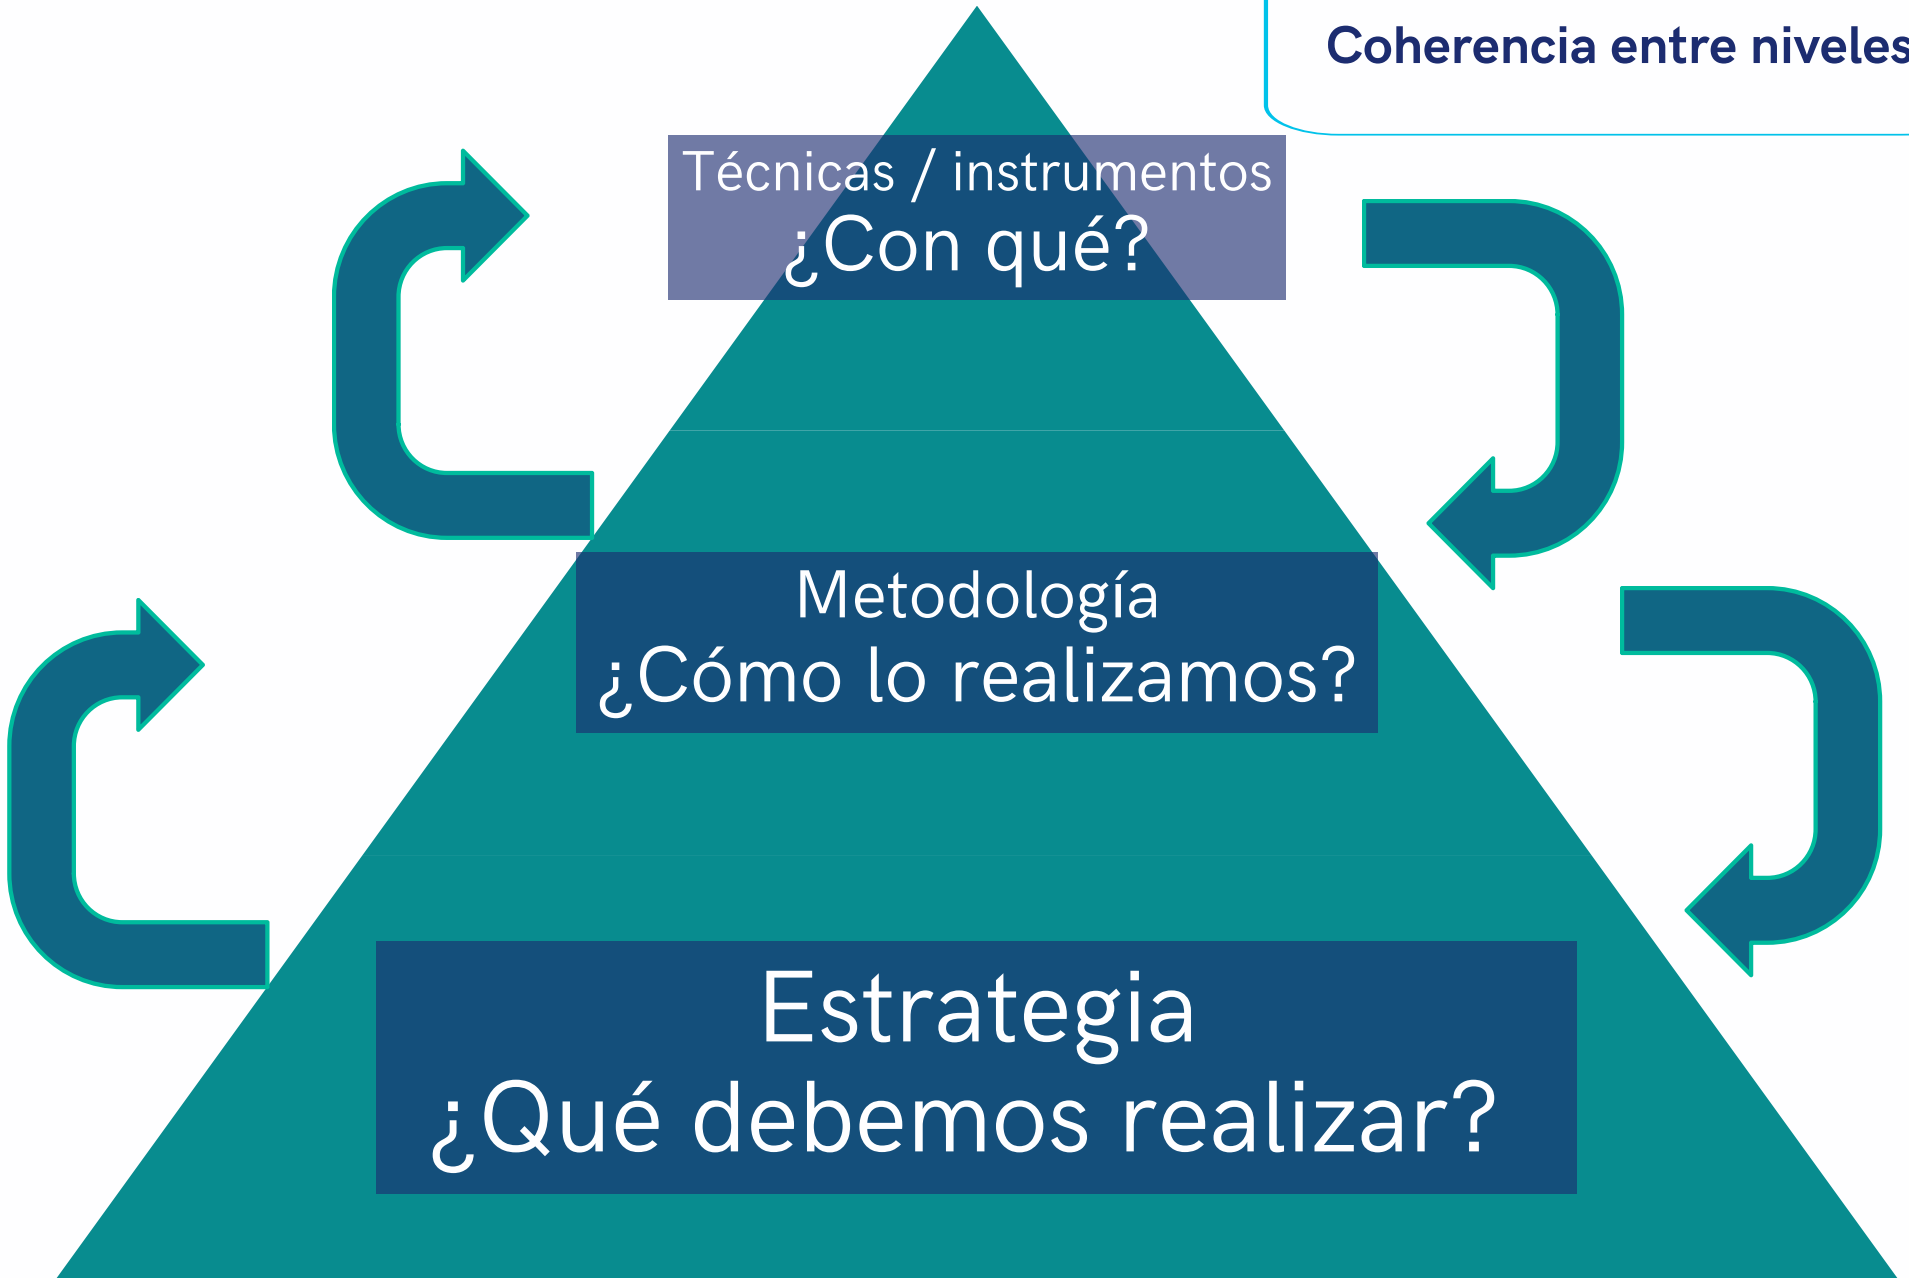 Coherencia entre niveles
Técnicas / instrumentos
¿Con qué?
Metodología
¿Cómo lo realizamos?
Estrategia
¿Qué debemos realizar?